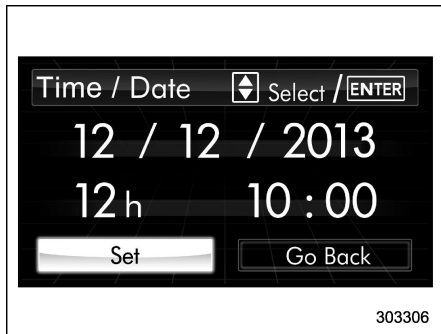 Time / Date Select / ENTER
12 / 12 / 2013
12h 10:00
Set Go Back
303306